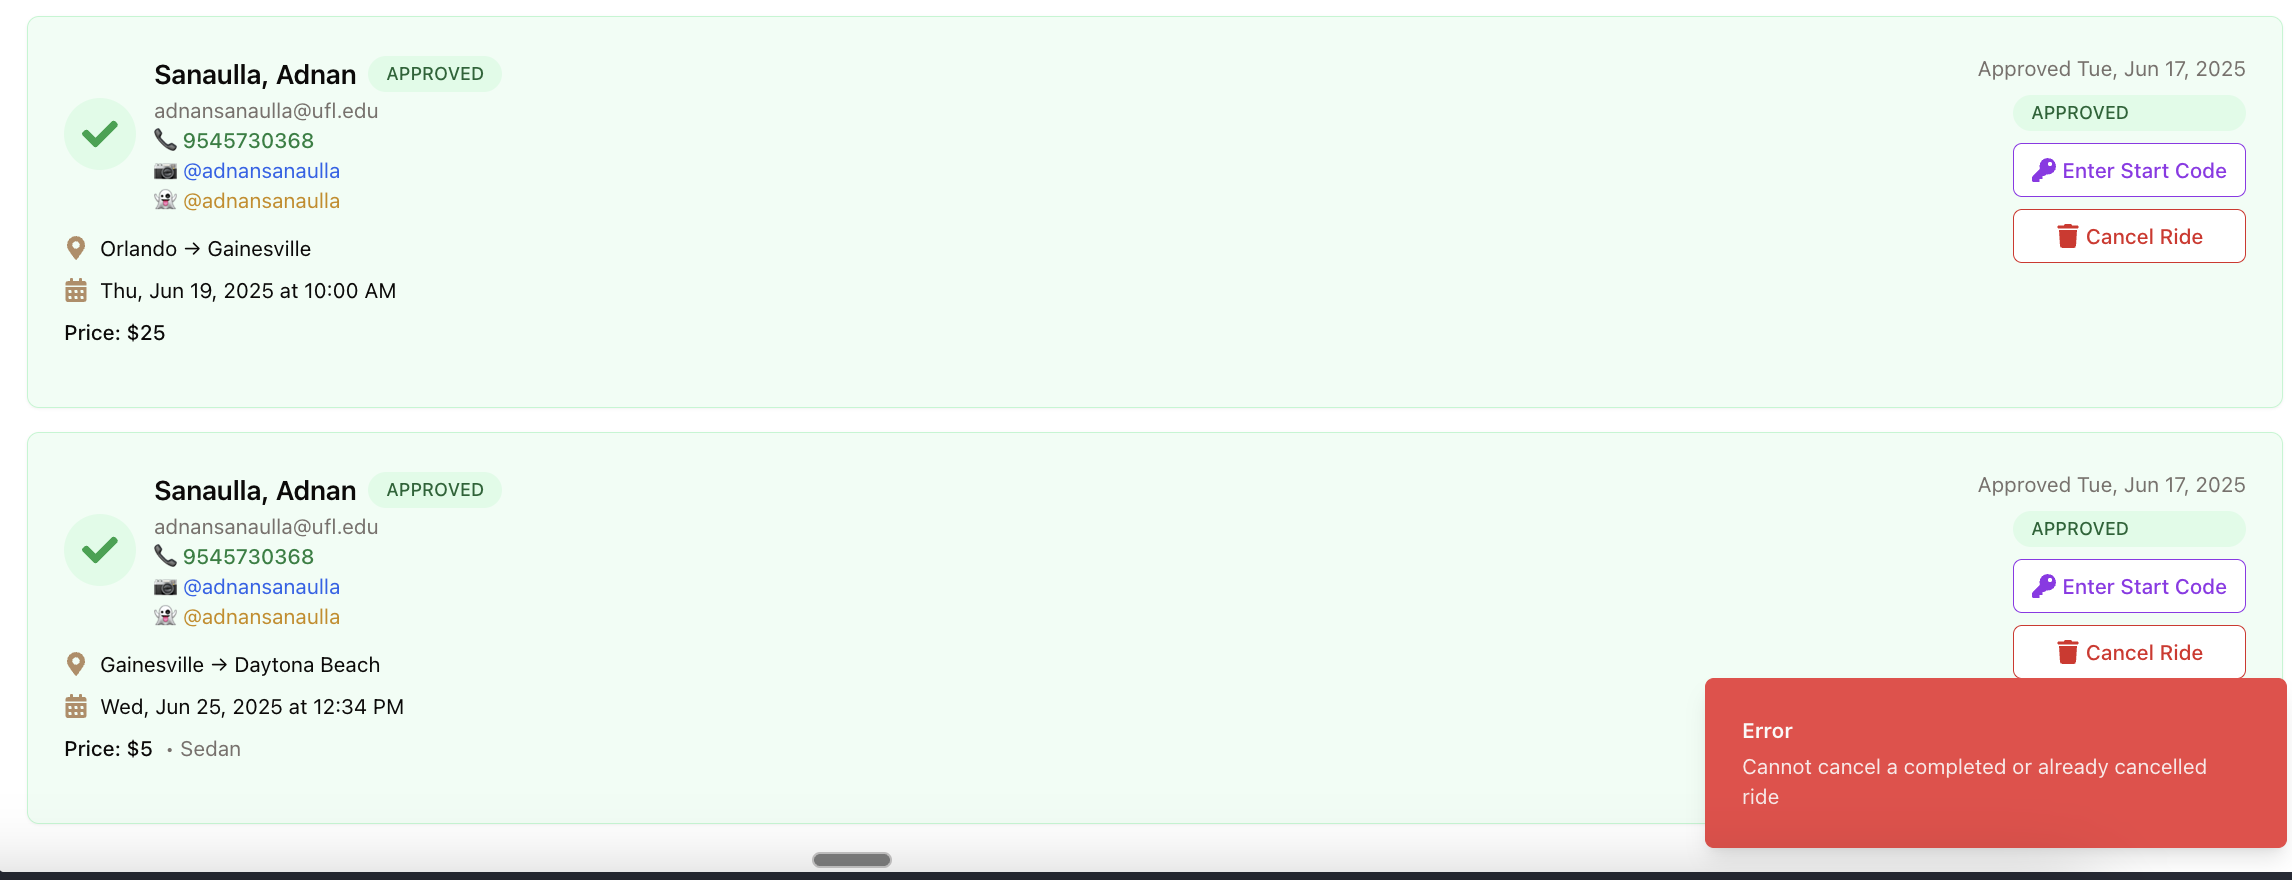 Sanaulla, Adnan APPROVED
adnansanaulla@ufl.edu
9545730368
@adnansanaulla
@adnansanaulla
Orlando → Gainesville
Thu, Jun 19, 2025 at 10:00 AM
Price: $25
Approved Tue, Jun 17, 2025
APPROVED
Enter Start Code
Cancel Ride
Sanaulla, Adnan APPROVED
adnansanaulla@ufl.edu
9545730368
@adnansanaulla
@adnansanaulla
Gainesville → Daytona Beach
Wed, Jun 25, 2025 at 12:34 PM
Price: $5 • Sedan
Approved Tue, Jun 17, 2025
APPROVED
Enter Start Code
Cancel Ride
Error
Cannot cancel a completed or already cancelled
ride